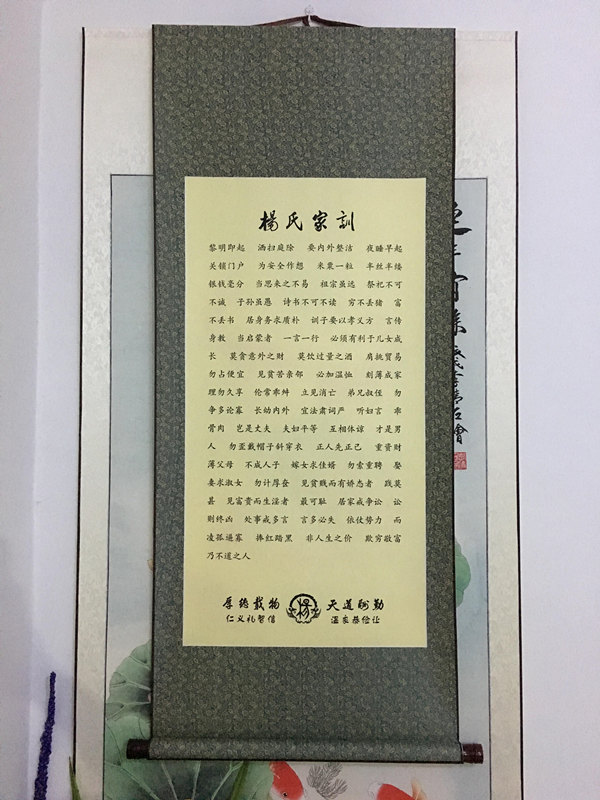 楊氏家訓
黎明即起 洒扫庭除 要内外整洁 夜睡早起
关锁门户 为安全作想 米粟一粒 半丝半缕
银钱毫分 当思来之不易 祖宗虽远 祭祀不可
不诚 子孙虽愚 诗书不可不读 穷不丢猪 富
不丢书 居身务求质朴 训子要以孝义方 言传
身教 当启蒙者 一言一行 必须有利于儿女成
长 莫贪意外之财 莫饮过量之酒 肩挑贸易
勿占便宜 见贫苦亲邻 必加温恤 刻薄成家
理勿久享 伦常乖舛 立见消亡 弟兄叔侄 勿
争多论寡 长幼内外 宜法肃词严 听妇言 乖
骨肉 岂是丈夫 夫妇平等 互相体谅 才是男
人 勿歪戴帽子斜穿衣 正人先正己 重资财
薄父母 不成人子 嫁女求佳婿 勿索重聘 娶
妻求淑女 勿计厚奁 见贫贱而有娇态者 贱莫
甚 见富贵而生淫者 最可耻 居家戒争讼 讼
则终凶 处事戒多言 言多必失 依仗势力 而
凌孤逼寡 捧红踏黑 非人生之价 欺穷敬富
乃不道之人
厚德载物 楊 天道酬勤
仁义礼智信 温良恭俭让